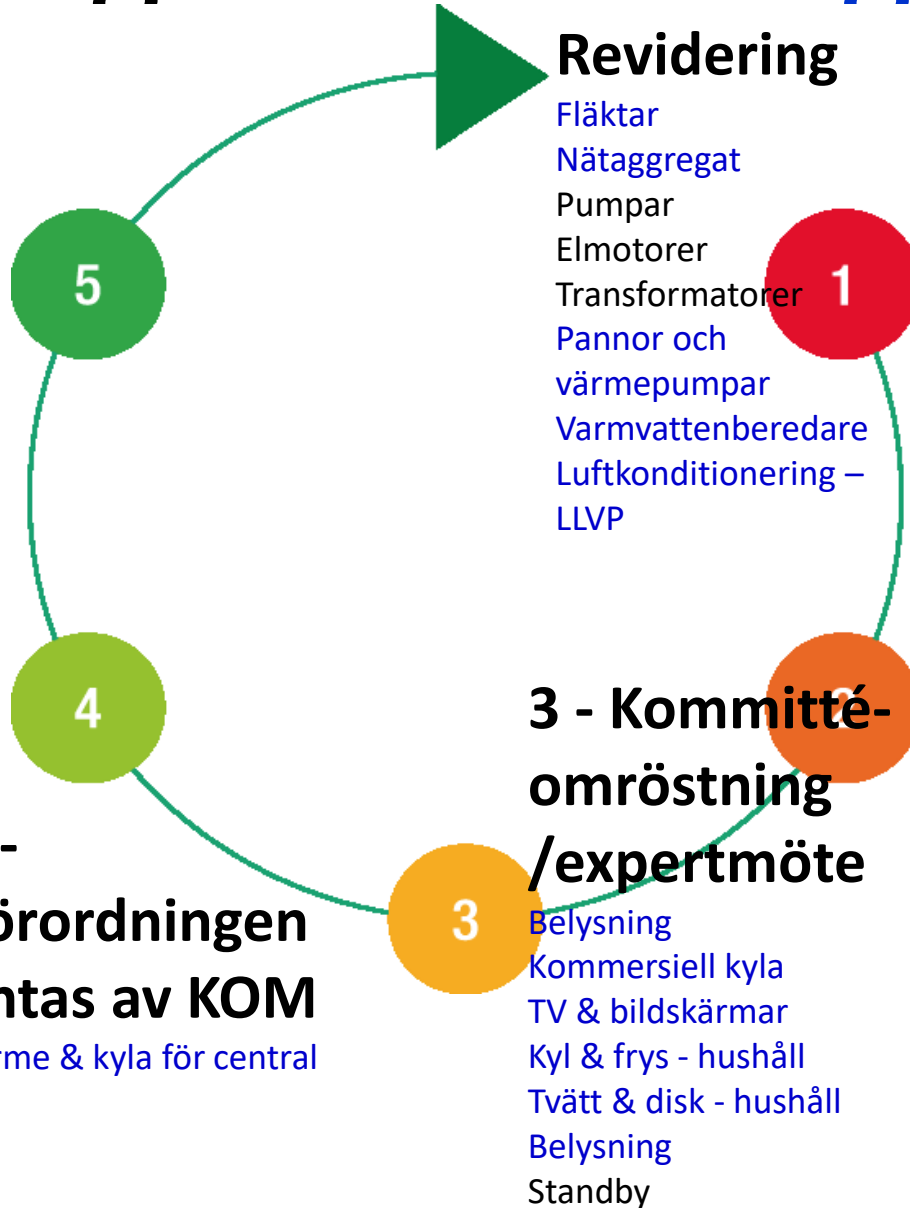 Revidering
Fläktar
Nätaggregat
Pumpar
Elmotorer
Transformatorer
Pannor och
värmepumpar
Varmvattenberedare
Luftkonditionering –
LLVP
5
1
4
2
3 - Kommitté-
omröstning
/expertmöte
3
Belysning
Kommersiell kyla
TV & bildskärmar
Kyl & frys - hushåll
Tvätt & disk - hushåll
Belysning
Standby
-
örordningen
ntas av KOM
rme & kyla för central